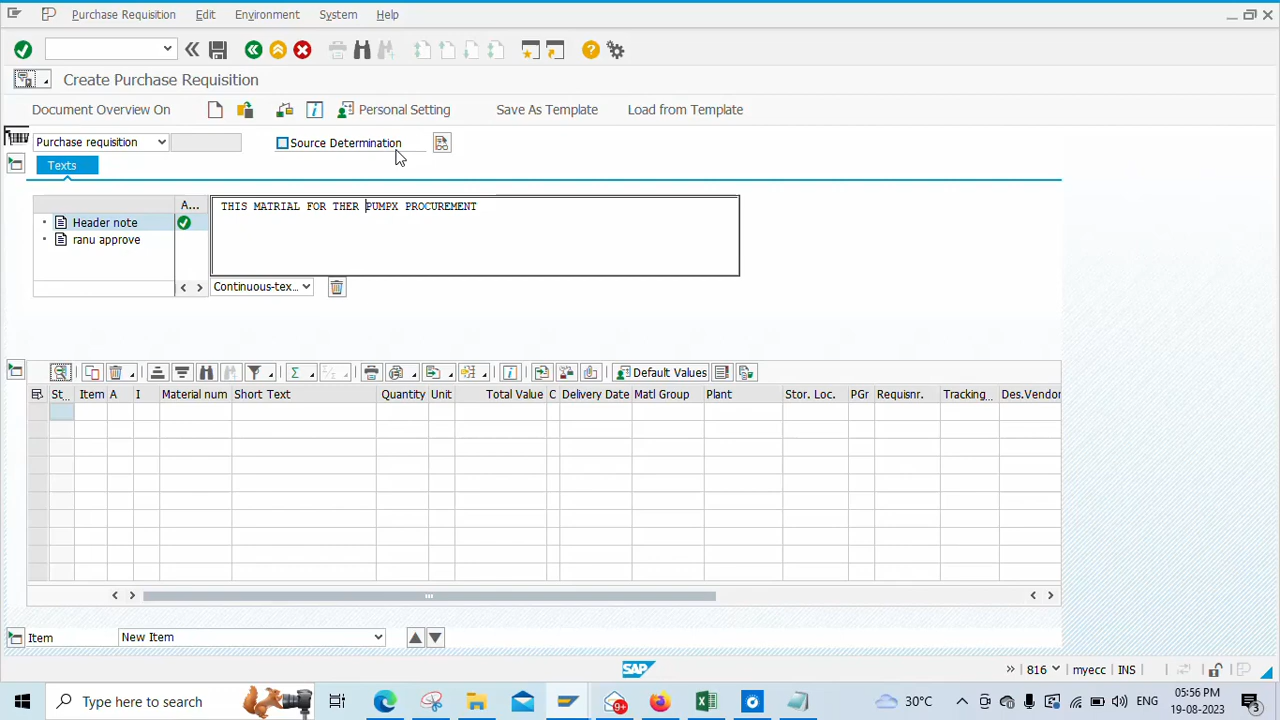 Purchase Requisition Edit Environment System Help
Create Purchase Requisition
Document Overview On Personal Setting Save As Template Load from Template
Purchase requisition Source Determination
Texts
A...
THIS MATRIAL FOR THER PUMPX PROCUREMENT
Header note
ranu approve
Continuous-tex...
Default Values
St... Item A I Material num Short Text Quantity Unit Total Value C Delivery Date Matl Group Plant Stor. Loc. PGr Requisnr. Tracking... Des.Vendor
Item New Item
SAP
816 myecc INS
Type here to search 9+ 30°C ENG 05:56 PM
19-08-2023 3